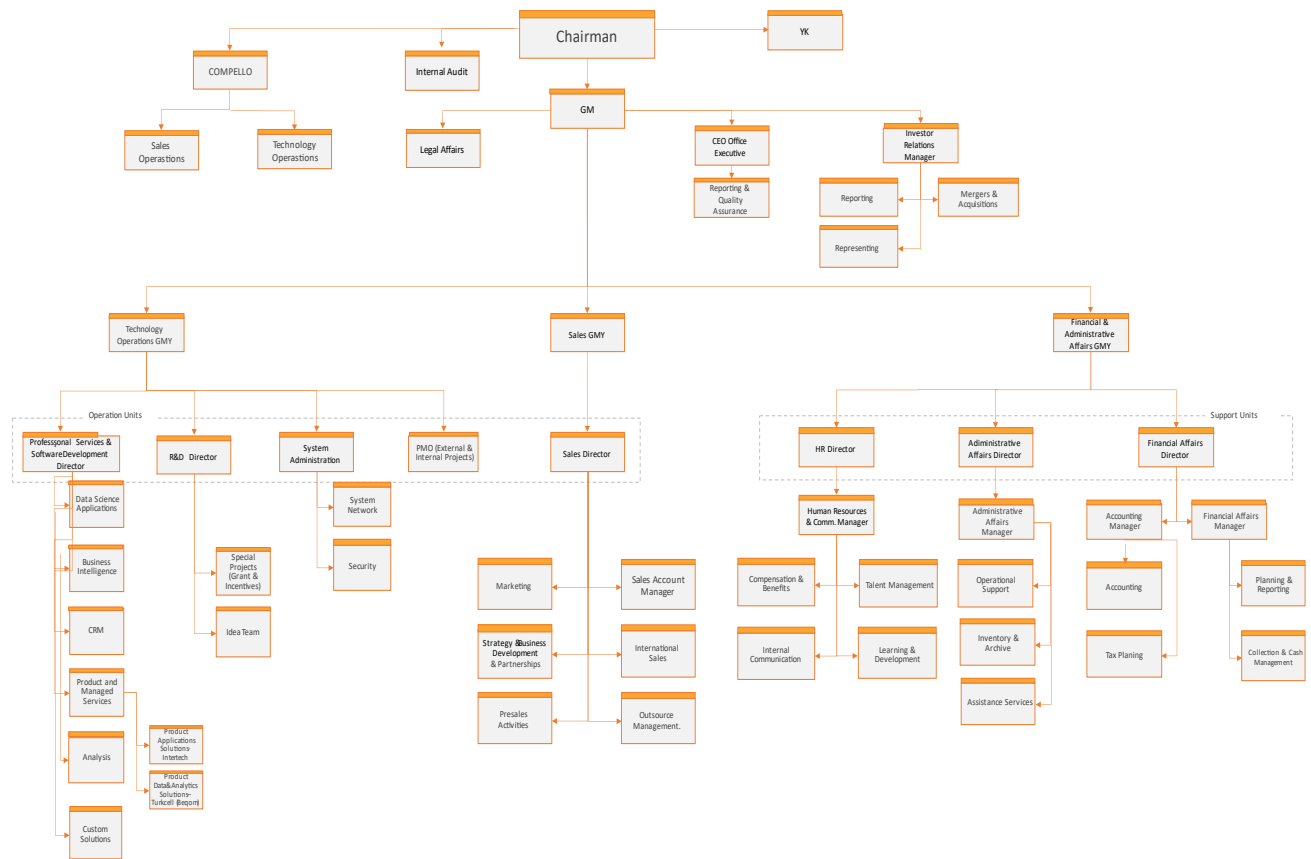 Chairman
YK
COMPELLO
Internal Audit
GM
Sales
Operastions
Technology
Operastions
Legal Affairs
CEO Office
Executive
Investor
Relations
Manager
Reporting &
Quality
Assurance
Reporting
Mergers &
Acquisitions
Representing
Technology
Operations GMY
Sales GMY
Financial &
Administrative
Affairs GMY
Operation Units
Support Units
Professşonal Services &
SoftwareDevelopment
Director
R&D Director
System
Administration
PMO (External &
Internal Projects)
Sales Director
HR Director
Adiministrative
Affairs Director
Financial Affairs
Director
Data Science
Applications
System
Network
Human Resources
& Comm. Manager
Administrative
Affairs
Manager
Accounting
Manager
Financial Affairs
Manager
Business
Intelligence
Special
Projects
(Grant &
Incentives)
Security
Marketing
Sales Account
Manager
Compensation &
Benefits
Talent Management
Operational
Support
Accounting
Planning &
Reporting
CRM
IdeaTeam
Strategy &Business
Development
& Partnerships
International
Sales
Internal
Communication
Learning &
Development
Inventory &
Archive
Tax Planing
Collection & Cash
Management
Product and
Managed
Services
Presales
Activities
Outsource
Management.
Assistance Services
Analysis
Product
Applications
Solutions-
Intertech
Product
Data&Analytics
Solutions-
Turkcell (Beqom)
Custom
Solutions